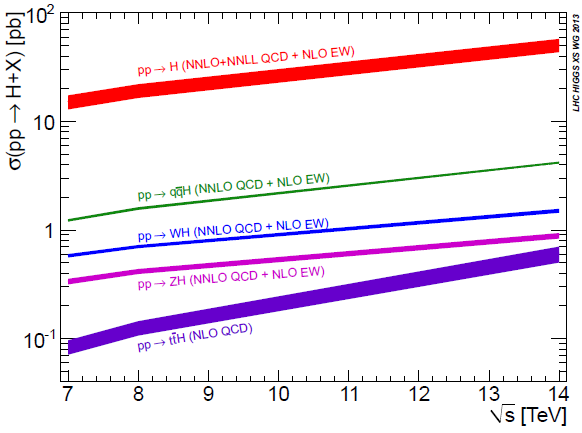 σ(pp → H+X) [pb]
10²
10
1
10⁻¹
pp → H (NNLO+NNLL QCD + NLO EW)
pp → qq̅H (NNLO QCD + NLO EW)
pp → WH (NNLO QCD + NLO EW)
pp → ZH (NNLO QCD + NLO EW)
pp → tt̅H (NLO QCD)
7 8 9 10 11 12 13 14
√s [TeV]
LHC HIGGS XS WG 2013